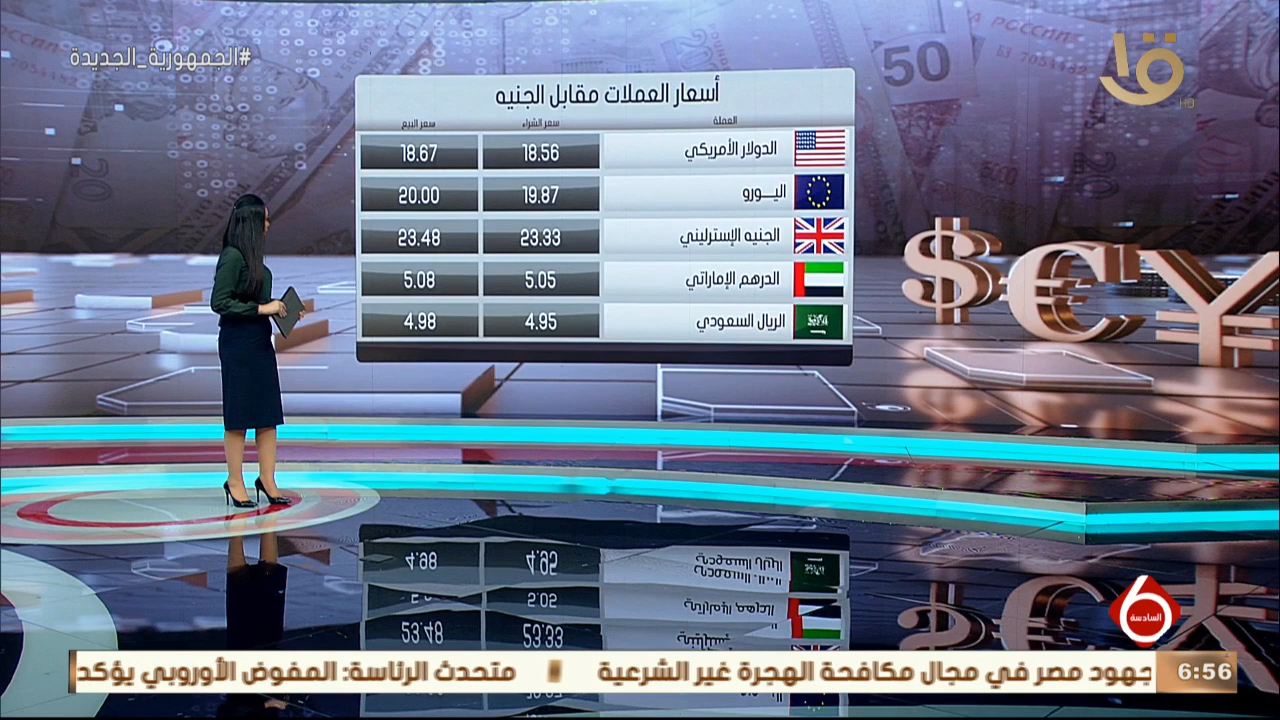 #الجمهورية_الجديدة
أسعار العملات مقابل الجنيه
العملة سعر الشراء سعر البيع
الدولار الأمريكي 18.56 18.67
اليـــورو 19.87 20.00
الجنيه الإسترليني 23.33 23.48
الدرهم الإماراتي 5.05 5.08
الريال السعودي 4.95 4.98
50
HD
6
السادسة
6:56
جهود مصر في مجال مكافحة الهجرة غير الشرعية
متحدث الرئاسة: المفوض الأوروبي يؤكد